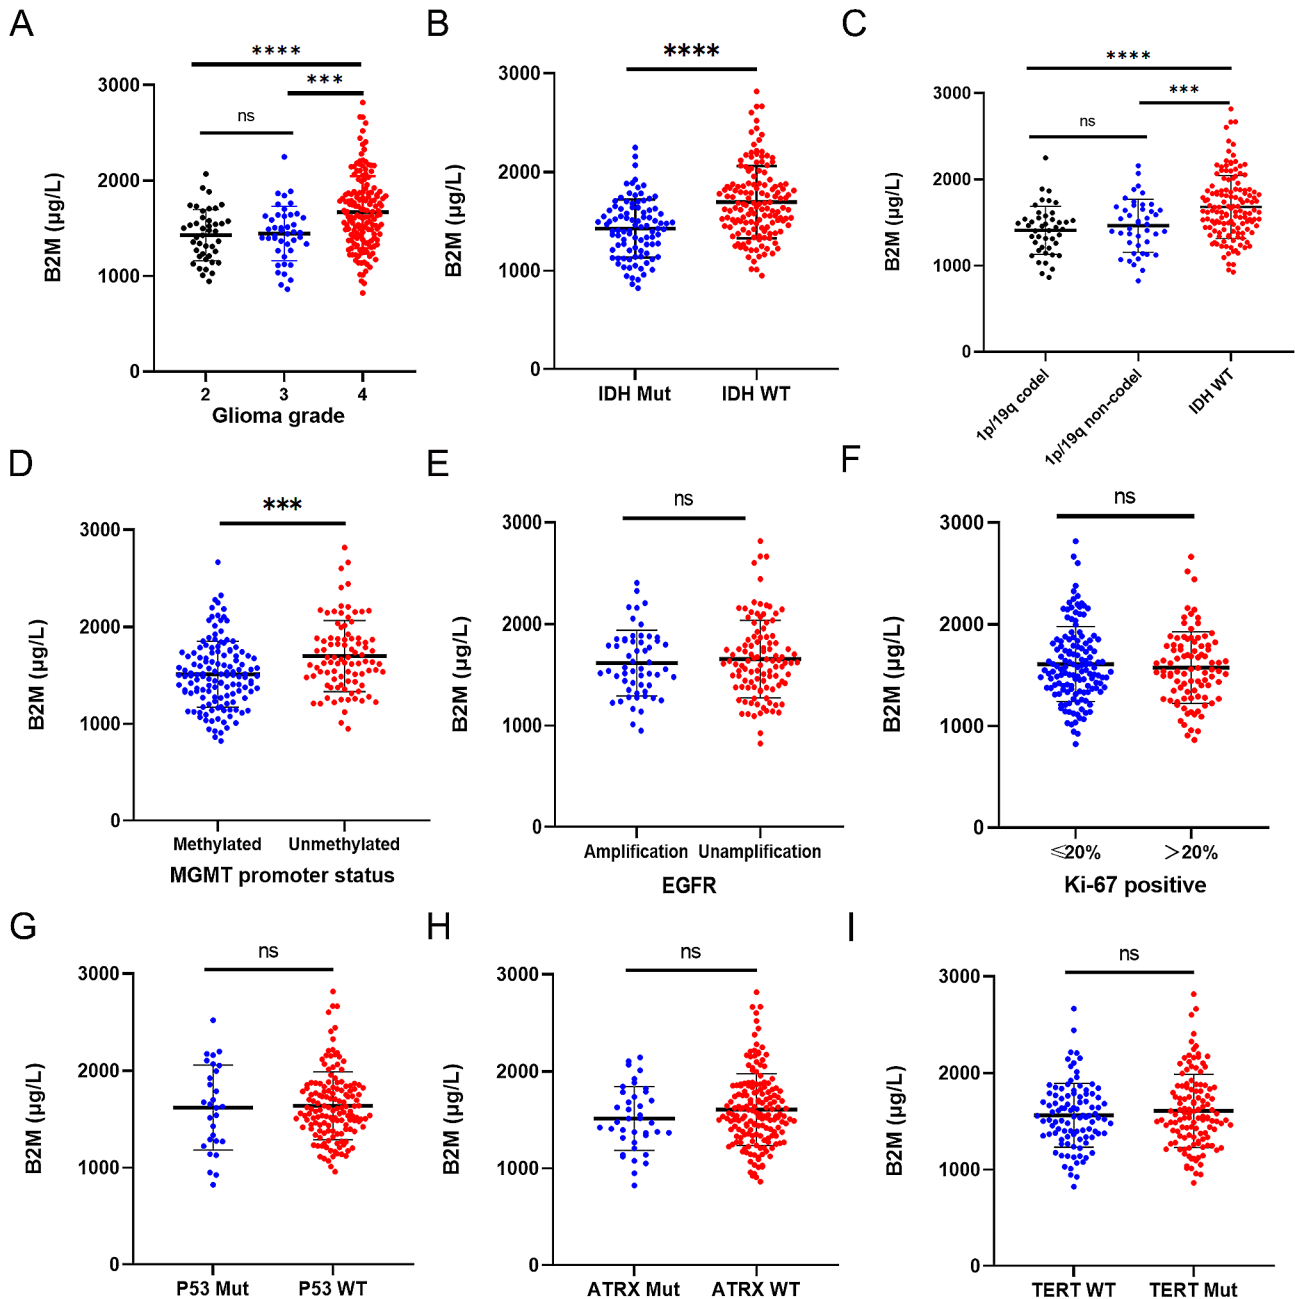 A
****
***
ns
3000
2000
1000
0
B2M (µg/L)
2 3 4
Glioma grade
B
****
3000
2000
1000
0
B2M (µg/L)
IDH Mut IDH WT
C
****
***
ns
3000
2000
1000
0
B2M (µg/L)
1p/19q codel
1p/19q non-codel
IDH WT
D
***
3000
2000
1000
0
B2M (µg/L)
Methylated Unmethylated
MGMT promoter status
E
ns
3000
2000
1000
0
B2M (µg/L)
Amplification Unamplification
EGFR
F
ns
3000
2000
1000
0
B2M (µg/L)
⩽20% >20%
Ki-67 positive
G
ns
3000
2000
1000
0
B2M (µg/L)
P53 Mut P53 WT
H
ns
3000
2000
1000
0
B2M (µg/L)
ATRX Mut ATRX WT
I
ns
3000
2000
1000
0
B2M (µg/L)
TERT WT TERT Mut